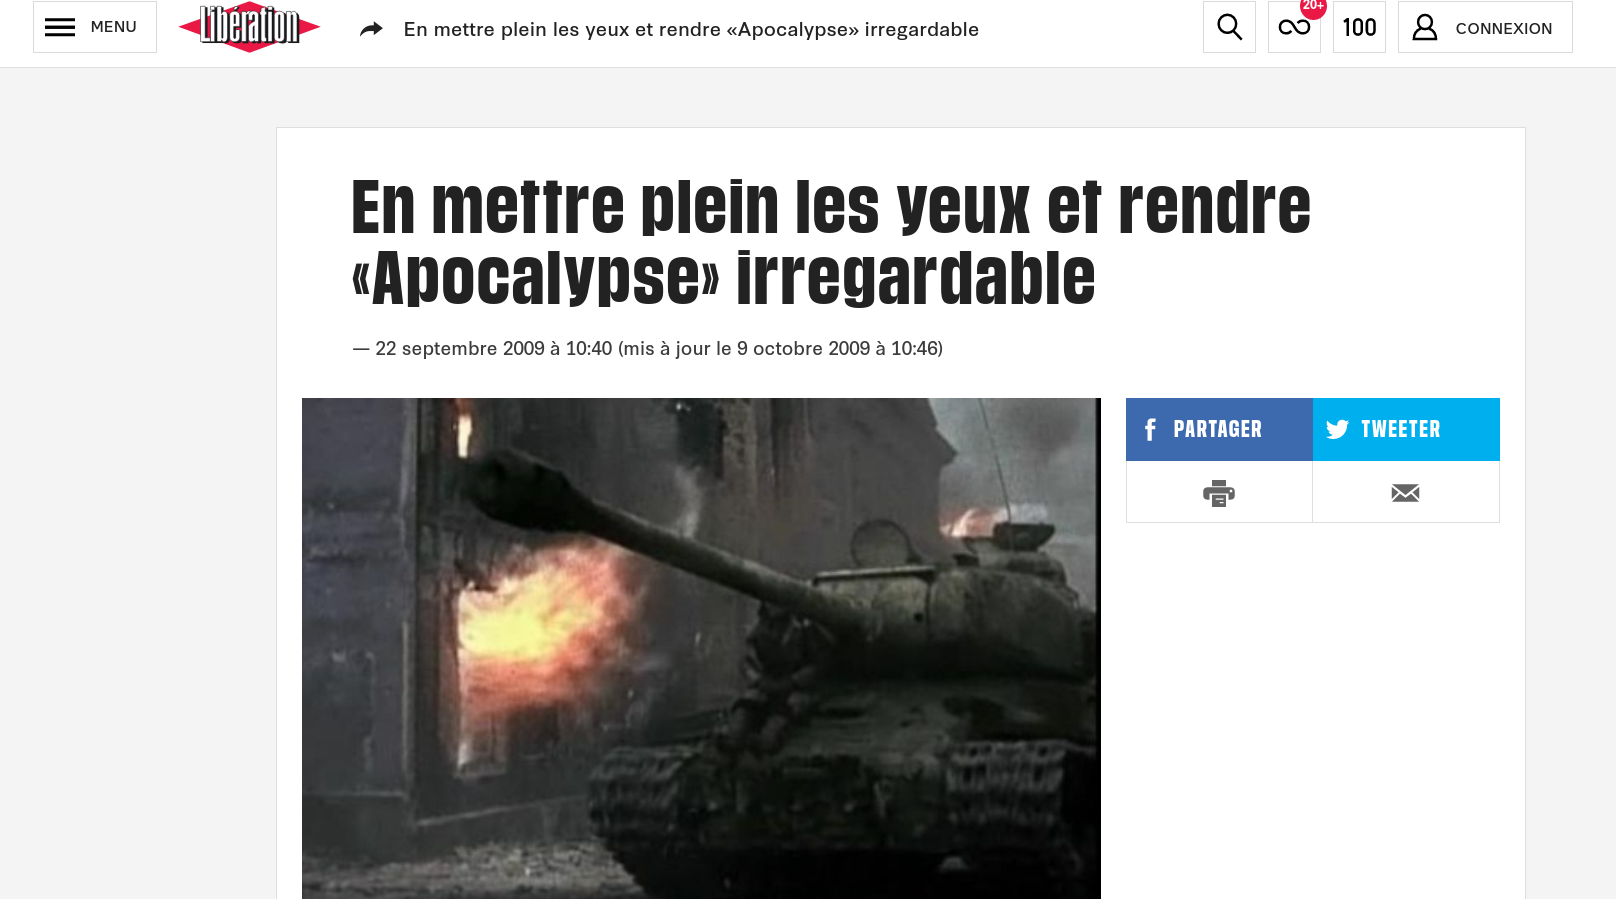 MENU
Libération
En mettre plein les yeux et rendre «Apocalypse» irregardable
20+
100
CONNEXION
En mettre plein les yeux et rendre
«Apocalypse» irregardable
— 22 septembre 2009 à 10:40 (mis à jour le 9 octobre 2009 à 10:46)
PARTAGER
TWEETER